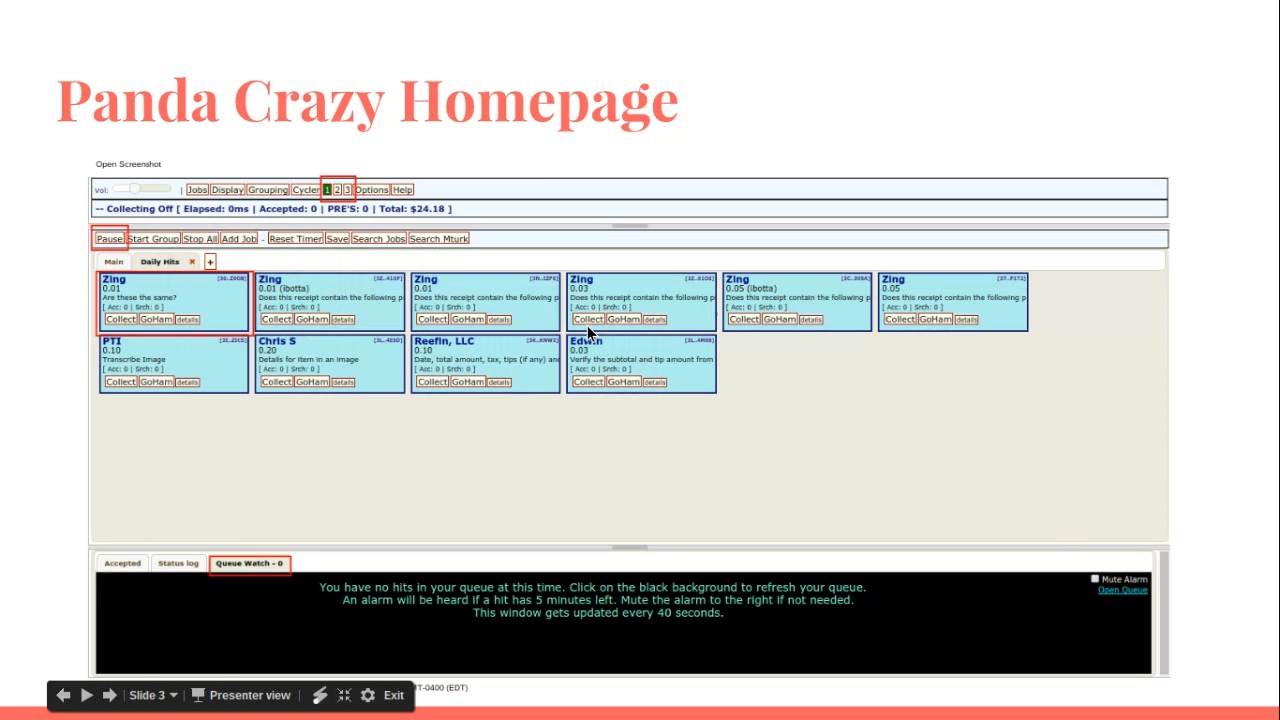 Panda Crazy Homepage
Open Screenshot
Vol: | Jobs Display Grouping Cycler 1 2 3 Options Help
-- Collecting Off [ Elapsed: 0ms | Accepted: 0 | PRE'S: 0 | Total: $24.18 ]
Pause Start Group Stop All Add Job - Reset Timer Save Search Jobs Search Mturk
Main Daily Hits × +
Zing
0.01
Are these the same?
[ Acc: 0 | Srch: 0 ]
Collect GoHam details
Zing
0.01 (ibotta)
Does this receipt contain the following p
[ Acc: 0 | Srch: 0 ]
Collect GoHam details
Zing
0.01
Does this receipt contain the following p
[ Acc: 0 | Srch: 0 ]
Collect GoHam details
Zing
0.03
Does this receipt contain the following p
[ Acc: 0 | Srch: 0 ]
Collect GoHam details
Zing
0.05 (ibotta)
Does this receipt contain the following p
[ Acc: 0 | Srch: 0 ]
Collect GoHam details
Zing
0.05
Does this receipt contain the following p
[ Acc: 0 | Srch: 0 ]
Collect GoHam details
PTI
0.10
Transcribe Image
[ Acc: 0 | Srch: 0 ]
Collect GoHam details
Chris S
0.20
Details for item in an image
[ Acc: 0 | Srch: 0 ]
Collect GoHam details
Reefin, LLC
0.10
Date, total amount, tax, tips (if any) and
[ Acc: 0 | Srch: 0 ]
Collect GoHam details
Edwin
0.03
Verify the subtotal and tip amount from
[ Acc: 0 | Srch: 0 ]
Collect GoHam details
Accepted Status log Queue Watch - 0
You have no hits in your queue at this time. Click on the black background to refresh your queue.
An alarm will be heard if a hit has 5 minutes left. Mute the alarm to the right if not needed.
This window gets updated every 40 seconds.
Mute Alarm
Open Queue
Slide 3 Presenter view Exit
T-0400 (EDT)